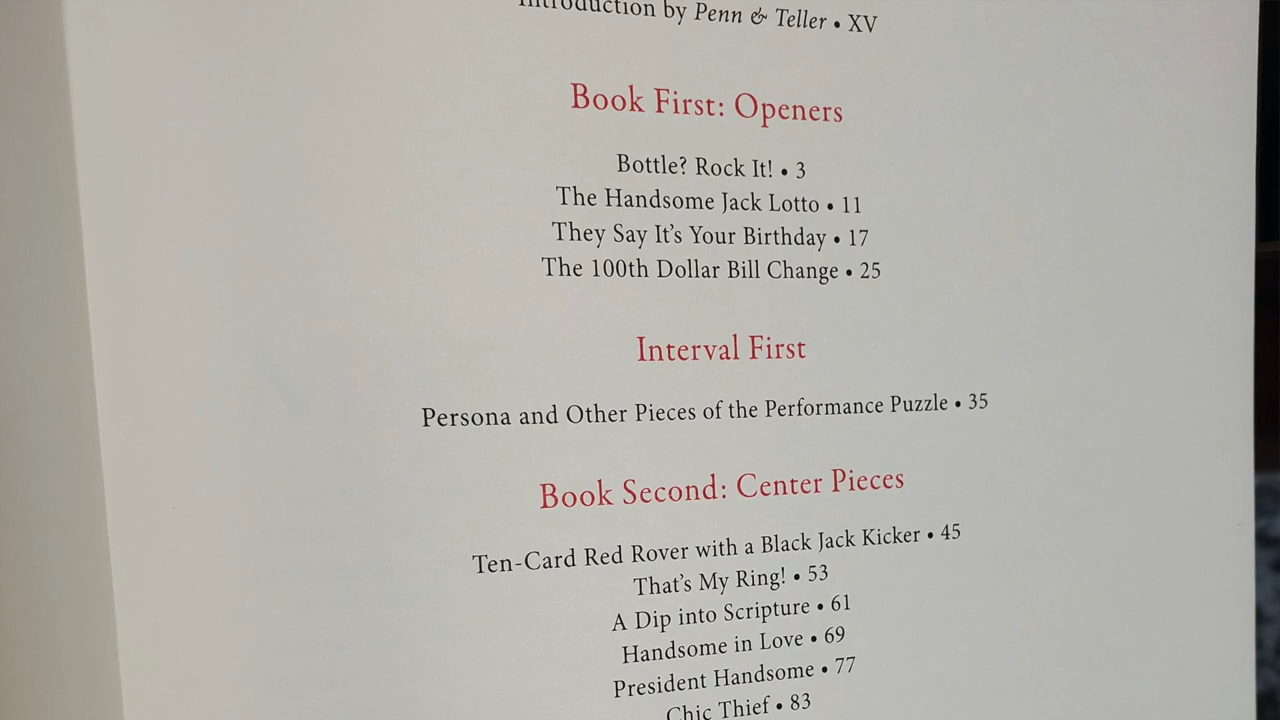 Introduction by Penn & Teller • XV
Book First: Openers
Bottle? Rock It! • 3
The Handsome Jack Lotto • 11
They Say It's Your Birthday • 17
The 100th Dollar Bill Change • 25
Interval First
Persona and Other Pieces of the Performance Puzzle • 35
Book Second: Center Pieces
Ten-Card Red Rover with a Black Jack Kicker • 45
That's My Ring! • 53
A Dip into Scripture • 61
Handsome in Love • 69
President Handsome • 77
Chic Thief • 83